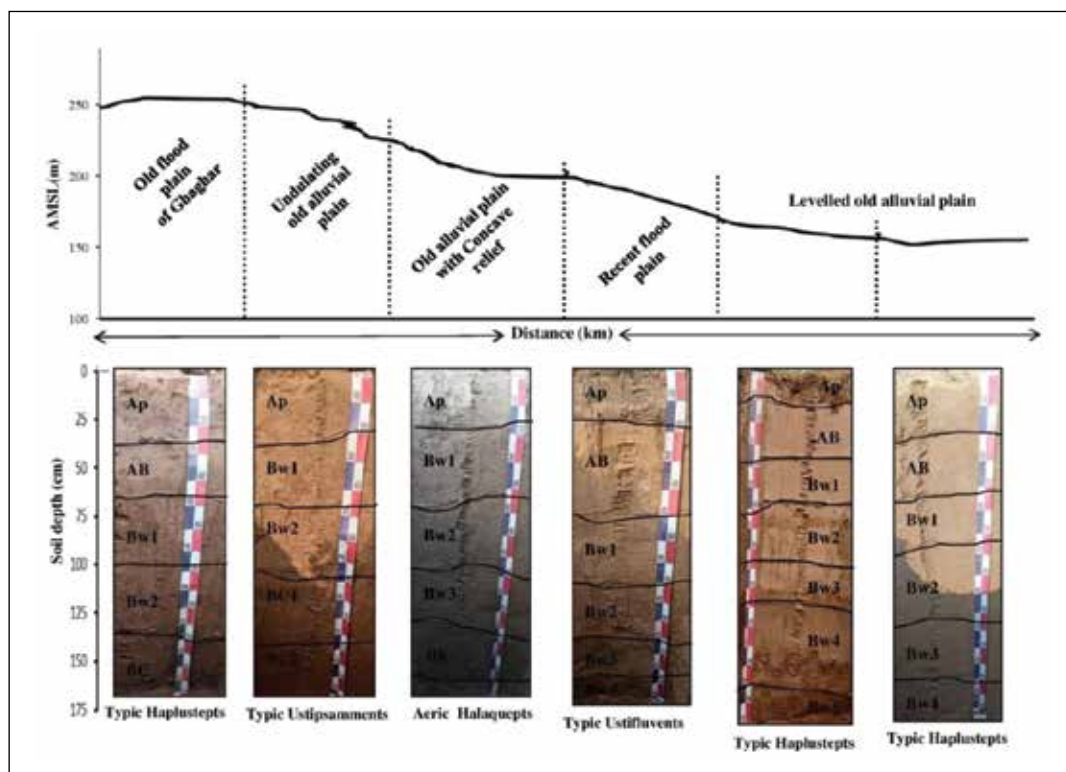 AMSL(m)
250
200
150
100
Old flood
plain
of Ghaghar
Undulating
old alluvial
plain
Old alluvial plain
with Concave
relief
Recent flood
plain
Levelled old alluvial plain
Distance (km)
Soil depth (cm)
0
25
50
75
100
125
150
175
Ap
AB
Bw1
Bw2
BC
Typic Haplustepts
Ap
Bw1
Bw2
BC1
Typic Ustipsamments
Ap
Bw1
Bw2
Bw3
Aeric Halaquepts
Ap
AB
Bw1
Bw2
Bw3
Typic Ustifluvents
Ap
AB
Bw1
Bw2
Bw3
Bw4
Typic Haplustepts
Ap
AB
Bw1
Bw2
Bw3
Bw4
Typic Haplustepts